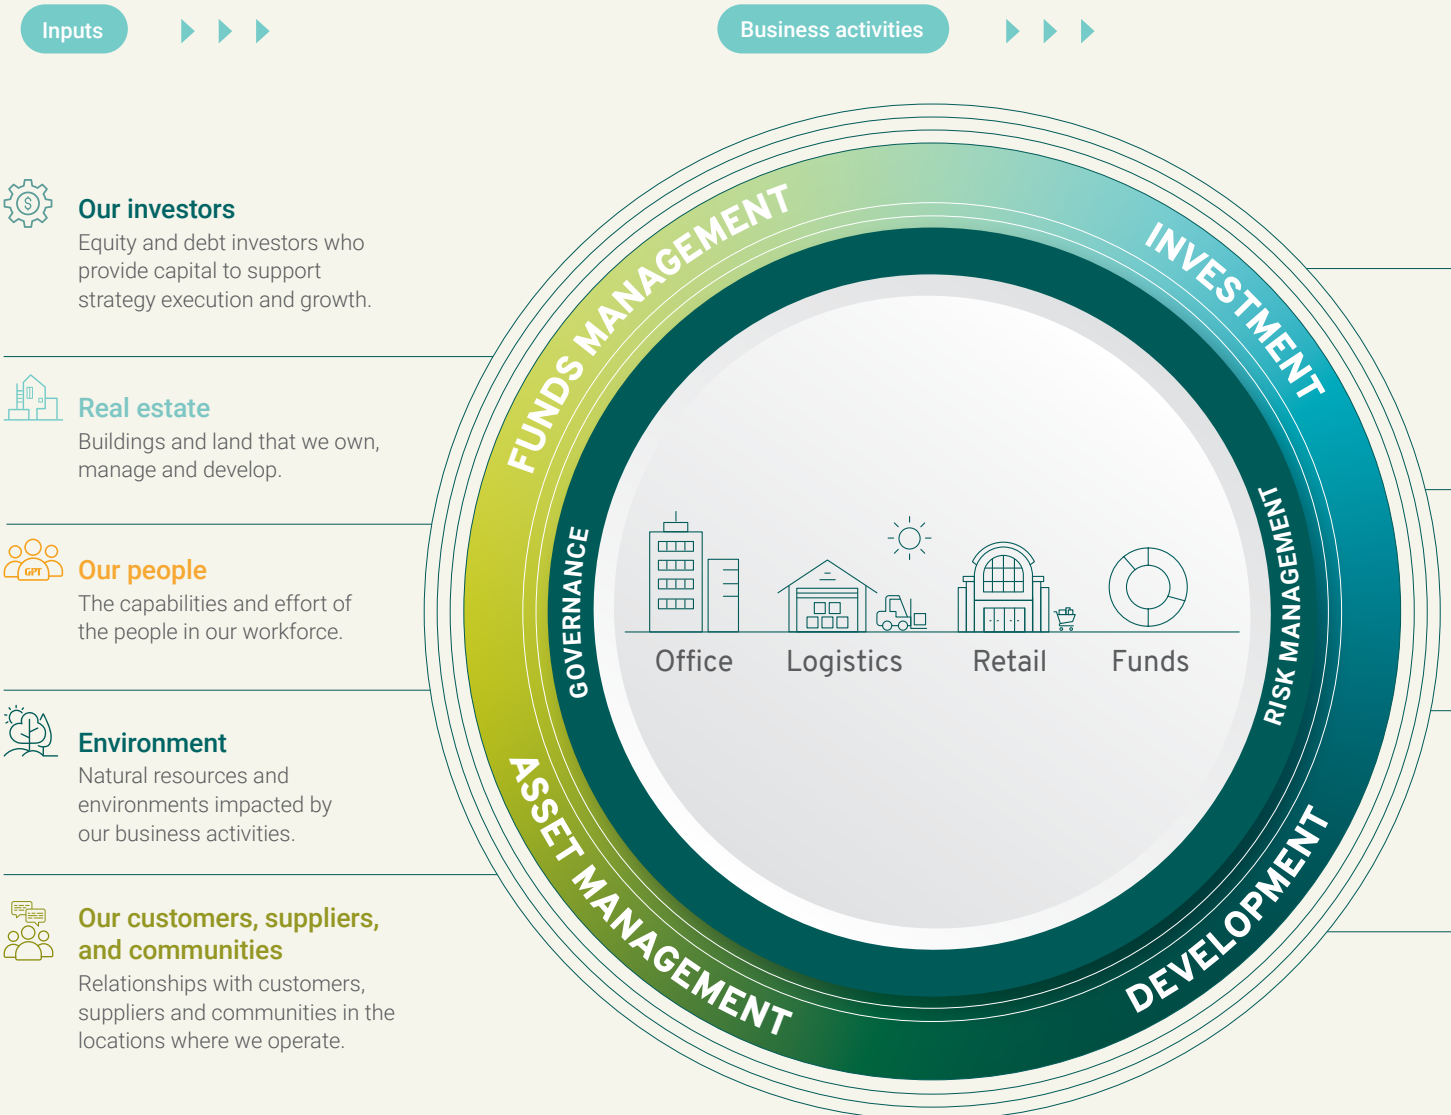 Inputs
Business activities
Our investors
Equity and debt investors who
provide capital to support
strategy execution and growth.
Real estate
Buildings and land that we own,
manage and develop.
GPT
Our people
The capabilities and effort of
the people in our workforce.
Environment
Natural resources and
environments impacted by
our business activities.
Our customers, suppliers,
and communities
Relationships with customers,
suppliers and communities in the
locations where we operate.
FUNDS MANAGEMENT
INVESTMENT
GOVERNANCE
RISK MANAGEMENT
Office
Logistics
Retail
Funds
ASSET MANAGEMENT
DEVELOPMENT